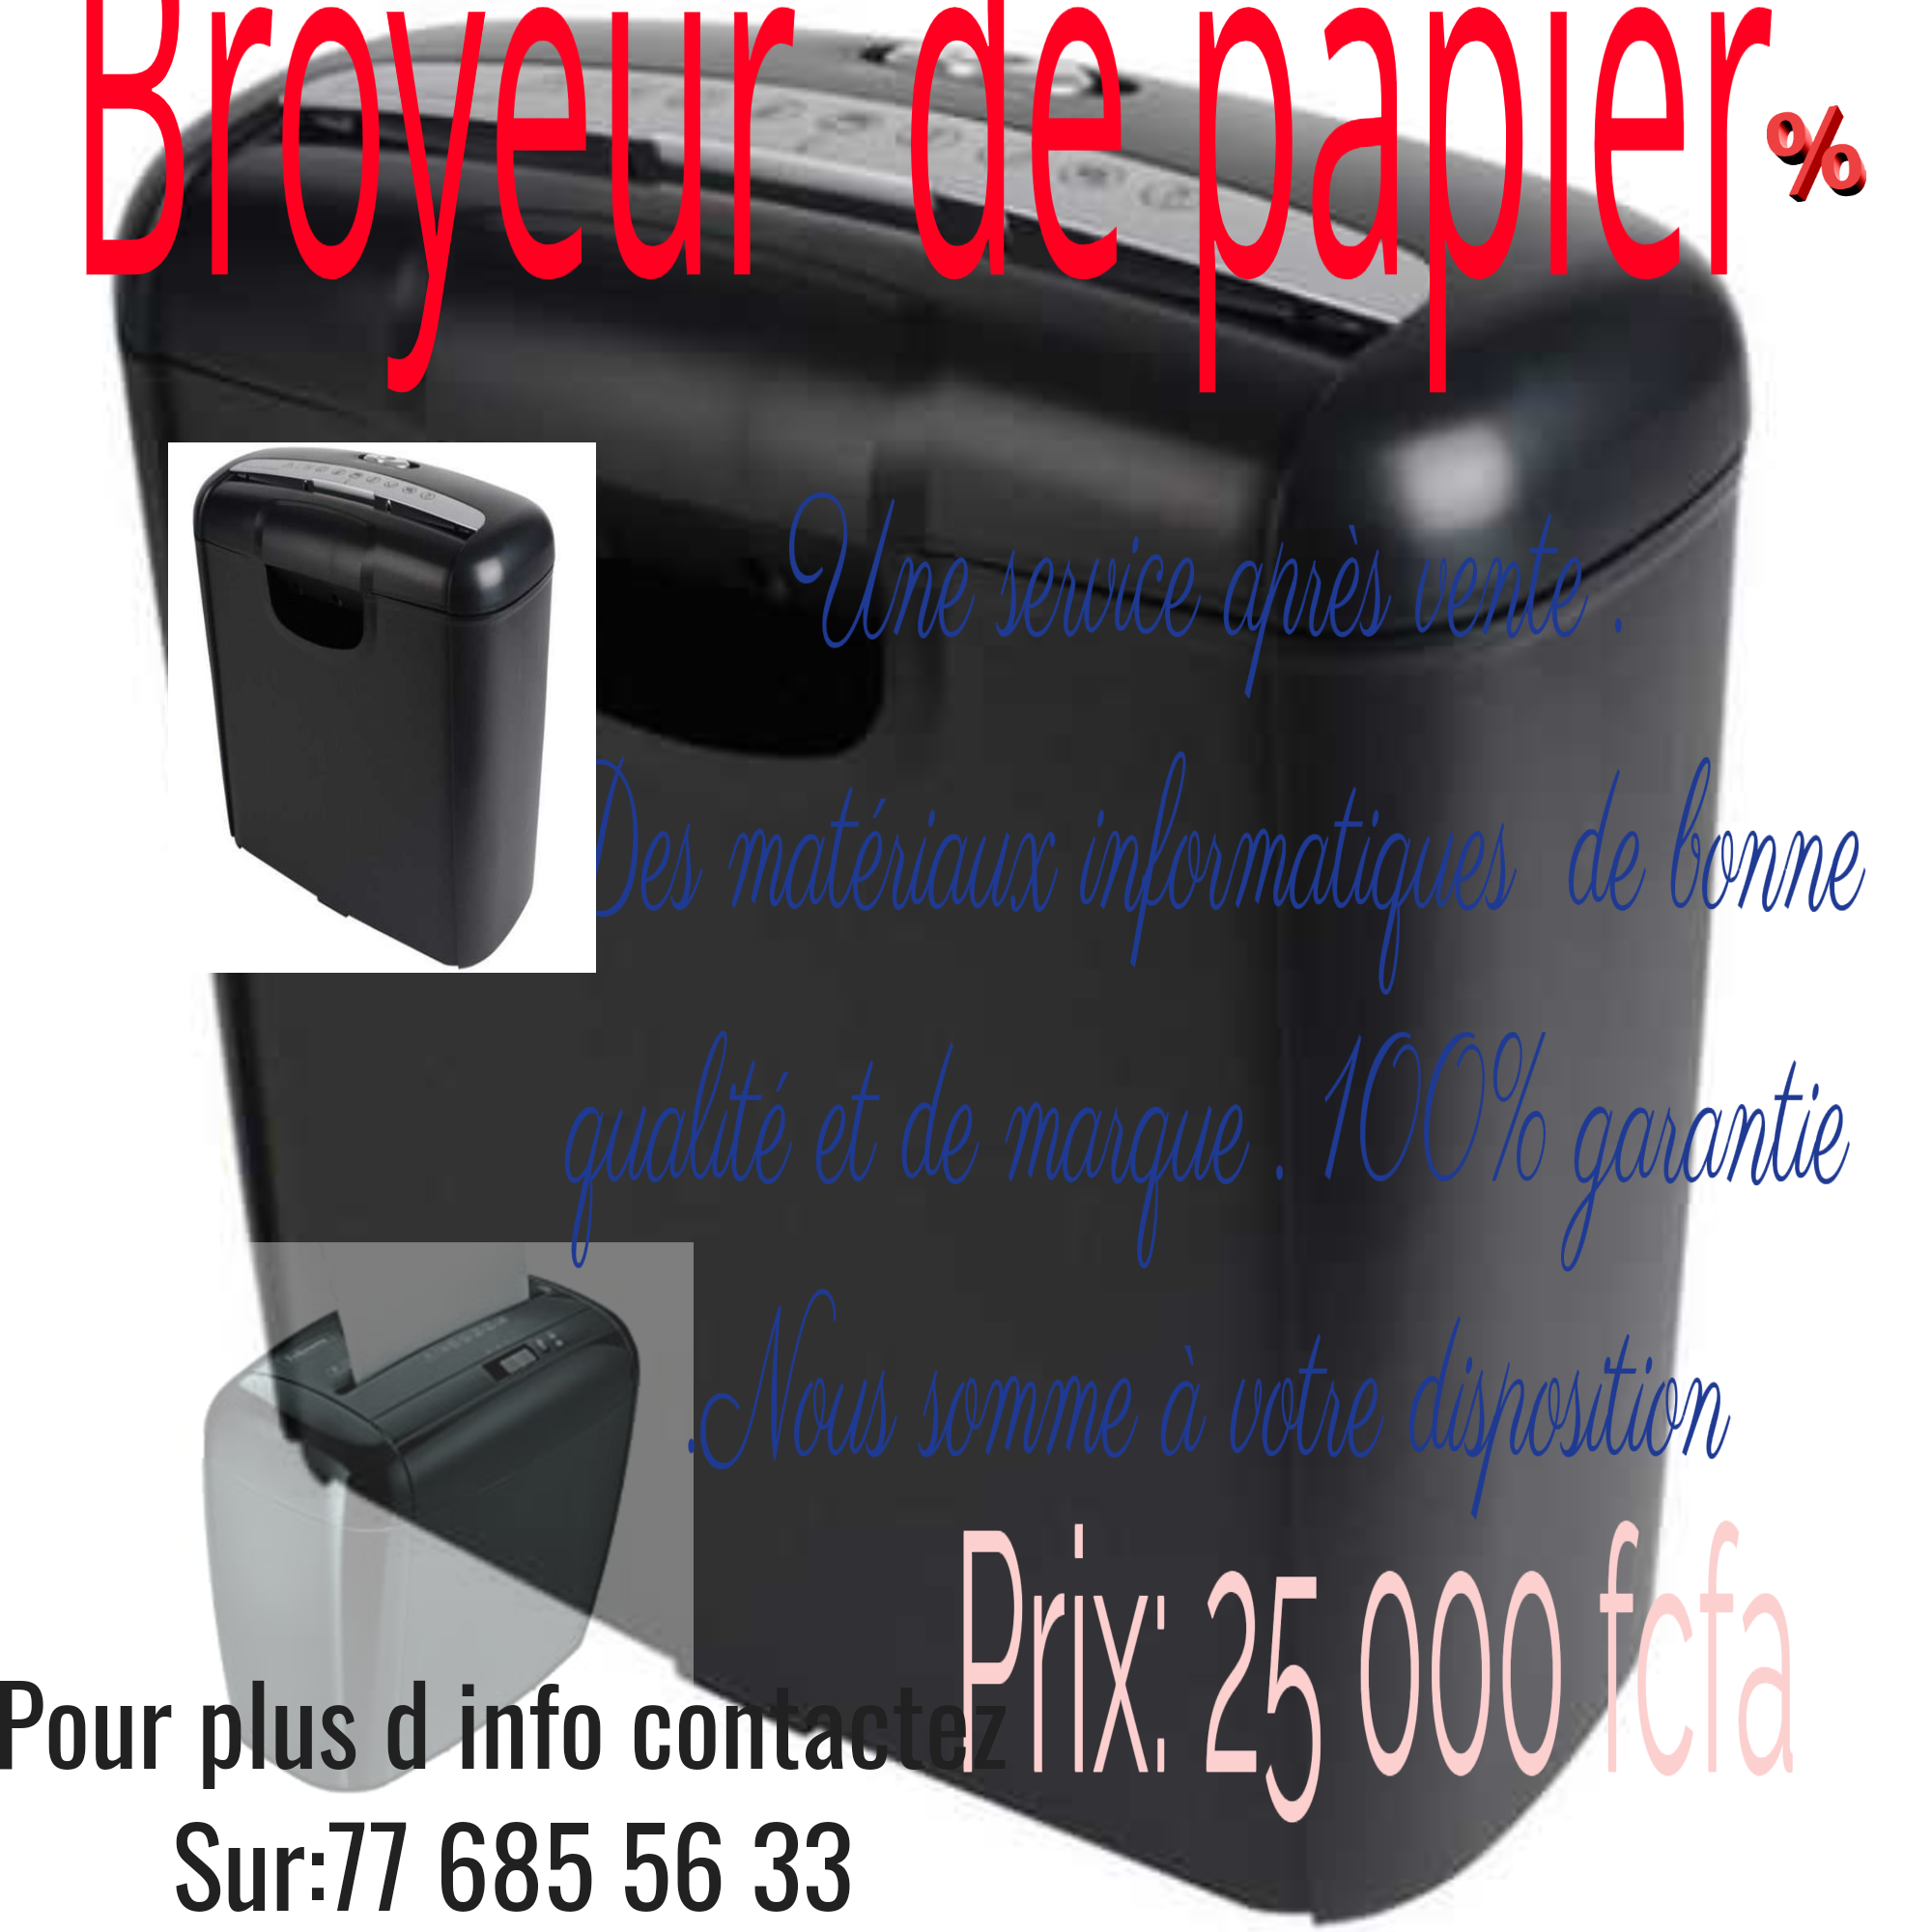 Broyeur de papier
%
Une service après vente .
Des matériaux informatiques de bonne
qualité et de marque . 100% garantie
.Nous somme à votre disposition
Prix: 25 000 fcfa
Pour plus d info contactez
Sur:77 685 56 33